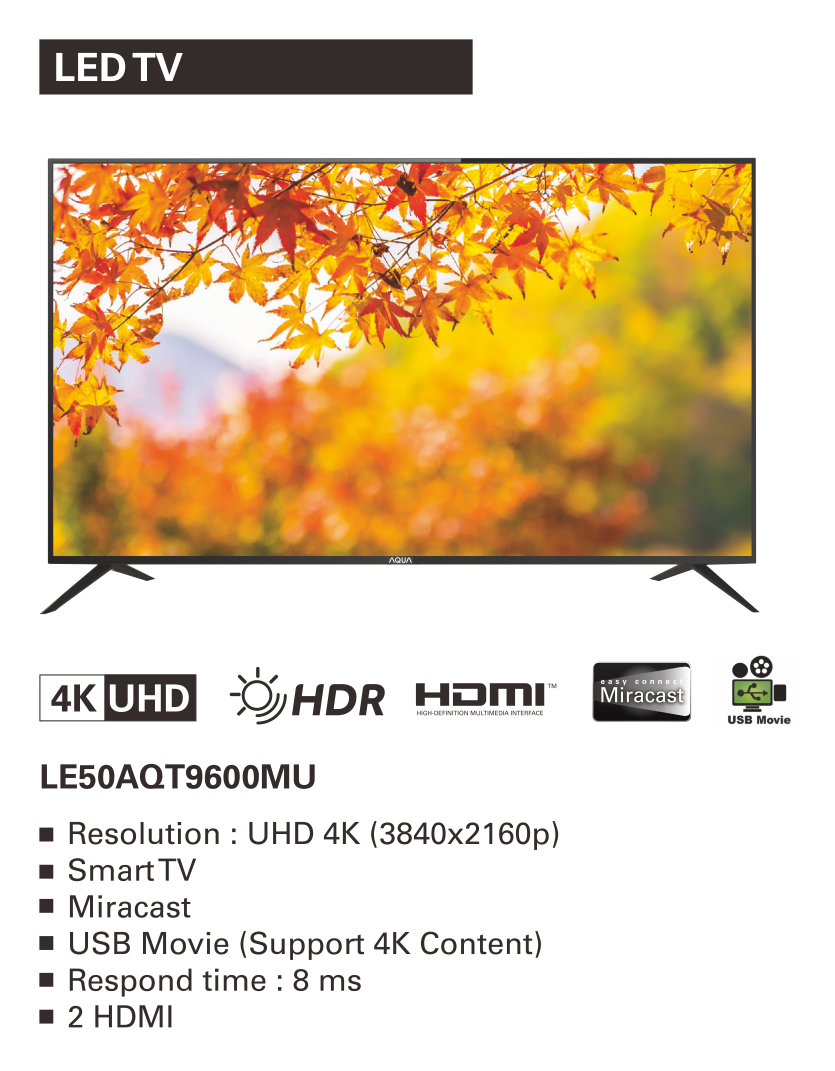 LED TV
AQUA
4K UHD
HDR
HDMI™
HIGH-DEFINITION MULTIMEDIA INTERFACE
easy connect
Miracast
USB Movie
LE50AQT9600MU
Resolution : UHD 4K (3840x2160p)
Smart TV
Miracast
USB Movie (Support 4K Content)
Respond time : 8 ms
2 HDMI